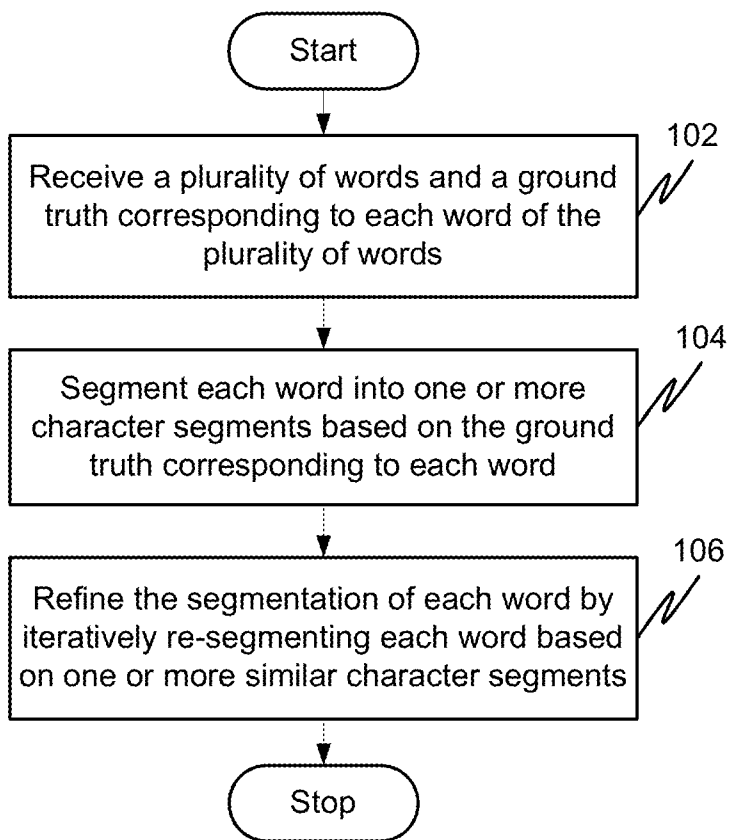 Start
102
Receive a plurality of words and a ground
truth corresponding to each word of the
plurality of words
104
Segment each word into one or more
character segments based on the ground
truth corresponding to each word
106
Refine the segmentation of each word by
iteratively re-segmenting each word based
on one or more similar character segments
Stop